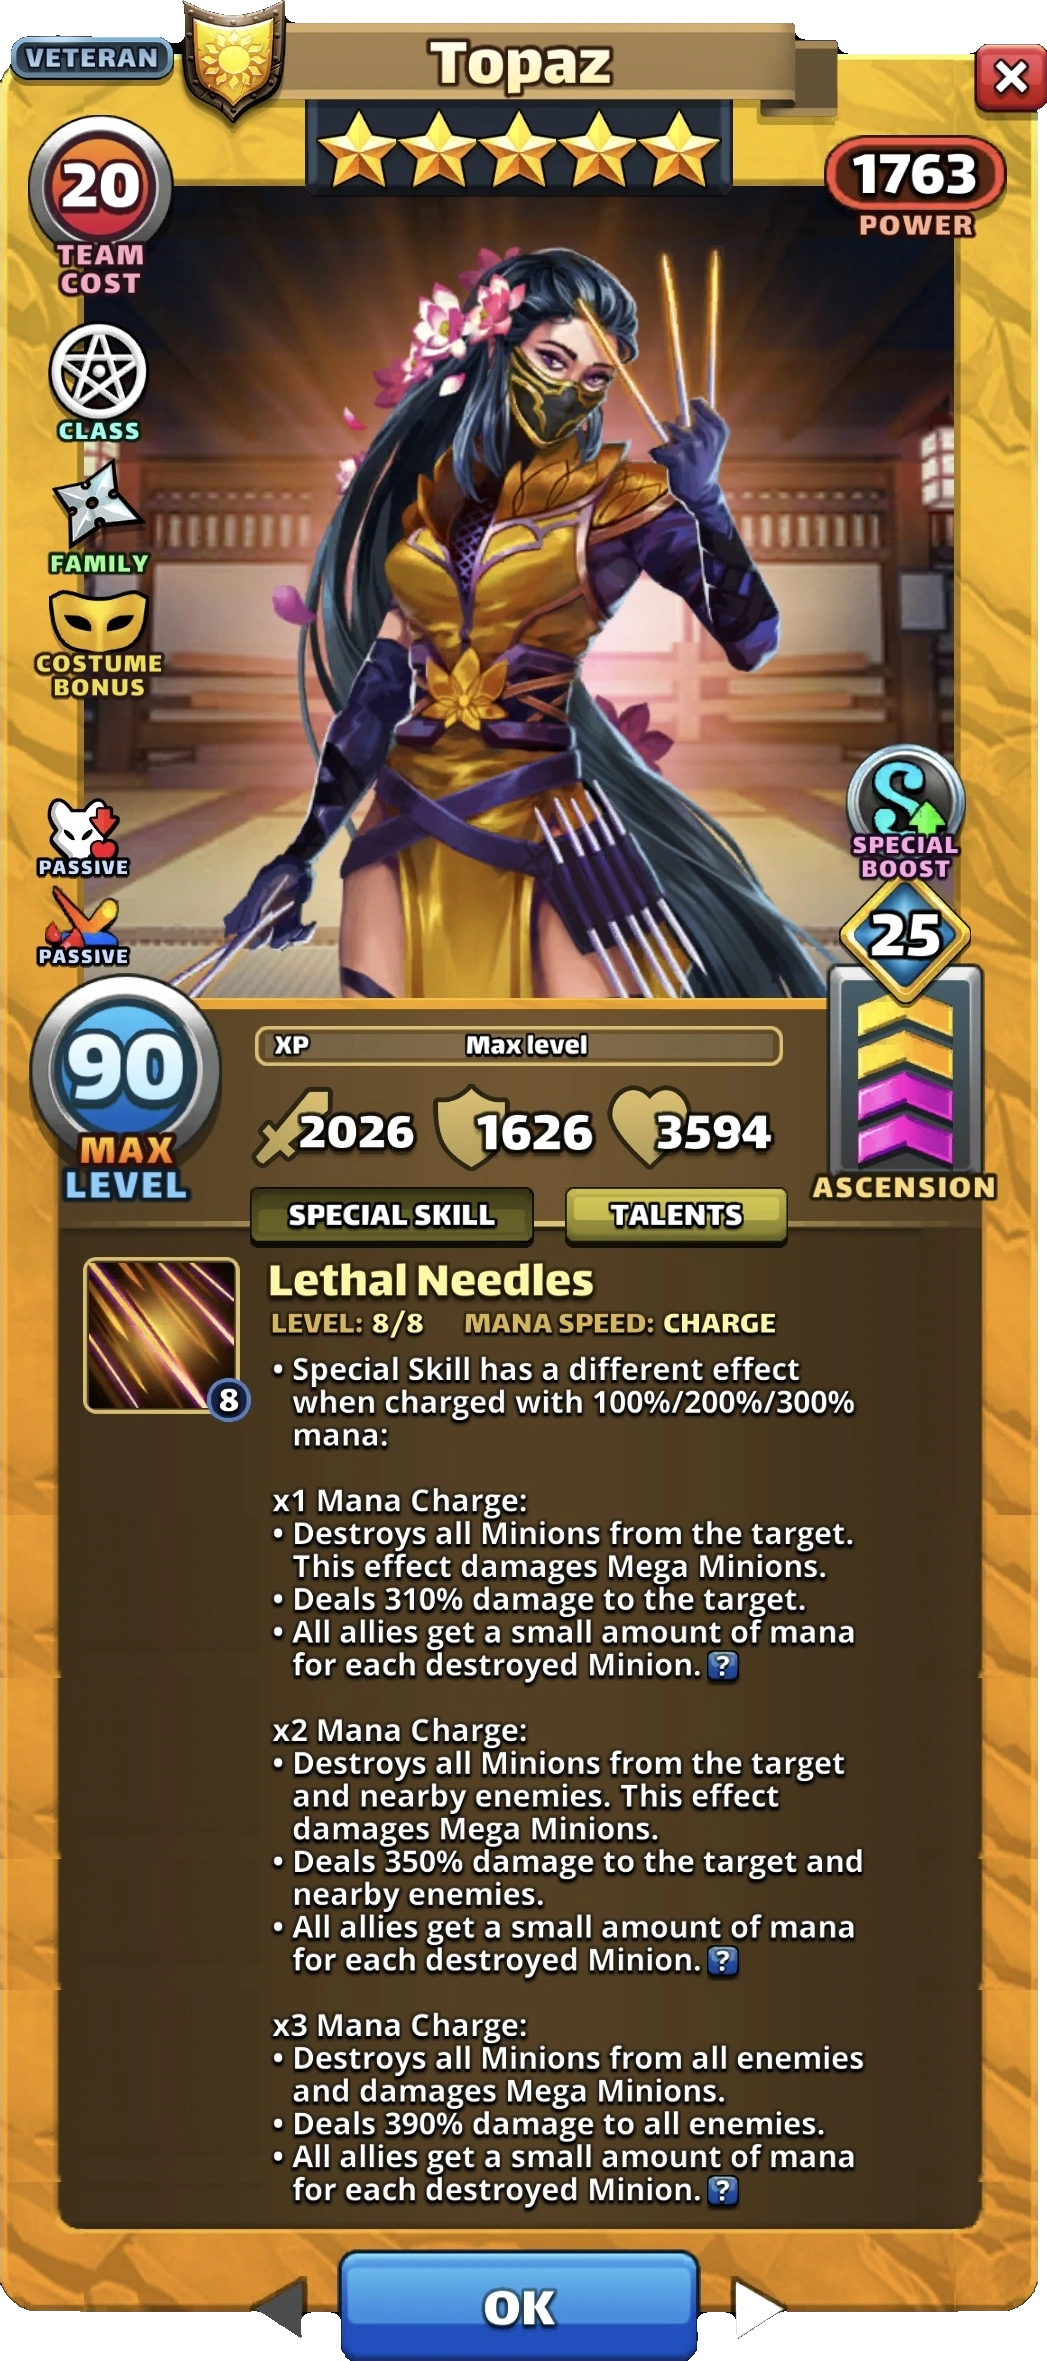 VETERAN
Topaz
20
TEAM
COST
1763
POWER
CLASS
FAMILY
COSTUME
BONUS
PASSIVE
PASSIVE
S
SPECIAL
BOOST
25
90
MAX
LEVEL
XP Max level
2026 1626 3594
ASCENSION
SPECIAL SKILL TALENTS
8
Lethal Needles
LEVEL: 8/8 MANA SPEED: CHARGE
• Special Skill has a different effect
when charged with 100%/200%/300%
mana:
x1 Mana Charge:
• Destroys all Minions from the target.
This effect damages Mega Minions.
• Deals 310% damage to the target.
• All allies get a small amount of mana
for each destroyed Minion. ?
x2 Mana Charge:
• Destroys all Minions from the target
and nearby enemies. This effect
damages Mega Minions.
• Deals 350% damage to the target and
nearby enemies.
• All allies get a small amount of mana
for each destroyed Minion. ?
x3 Mana Charge:
• Destroys all Minions from all enemies
and damages Mega Minions.
• Deals 390% damage to all enemies.
• All allies get a small amount of mana
for each destroyed Minion. ?
OK